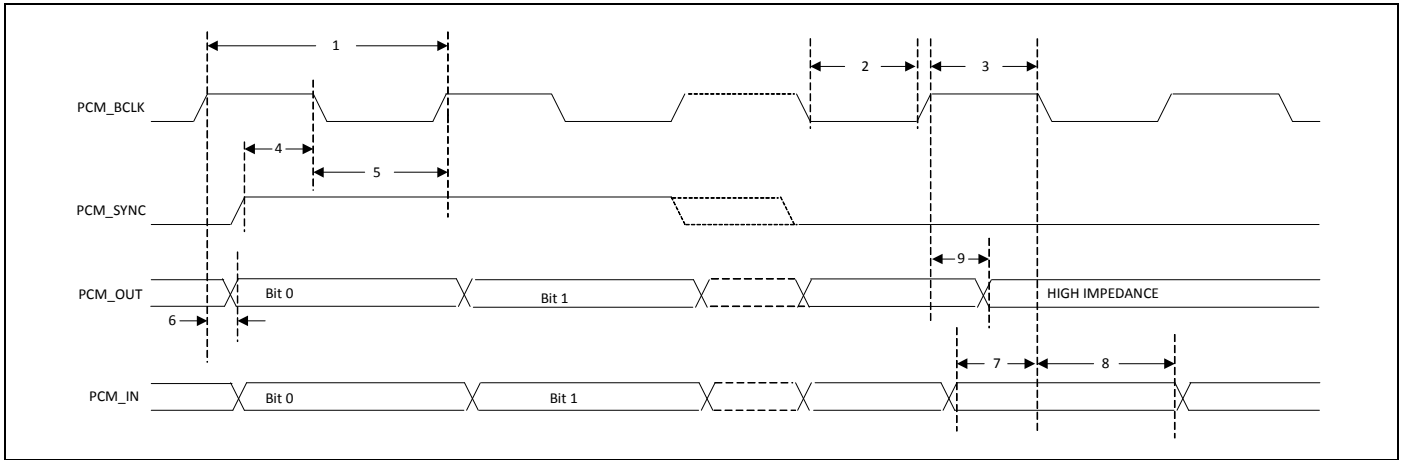 1
2
3
PCM_BCLK
4
5
PCM_SYNC
9
PCM_OUT
Bit 0
Bit 1
HIGH IMPEDANCE
6
7
8
PCM_IN
Bit 0
Bit 1